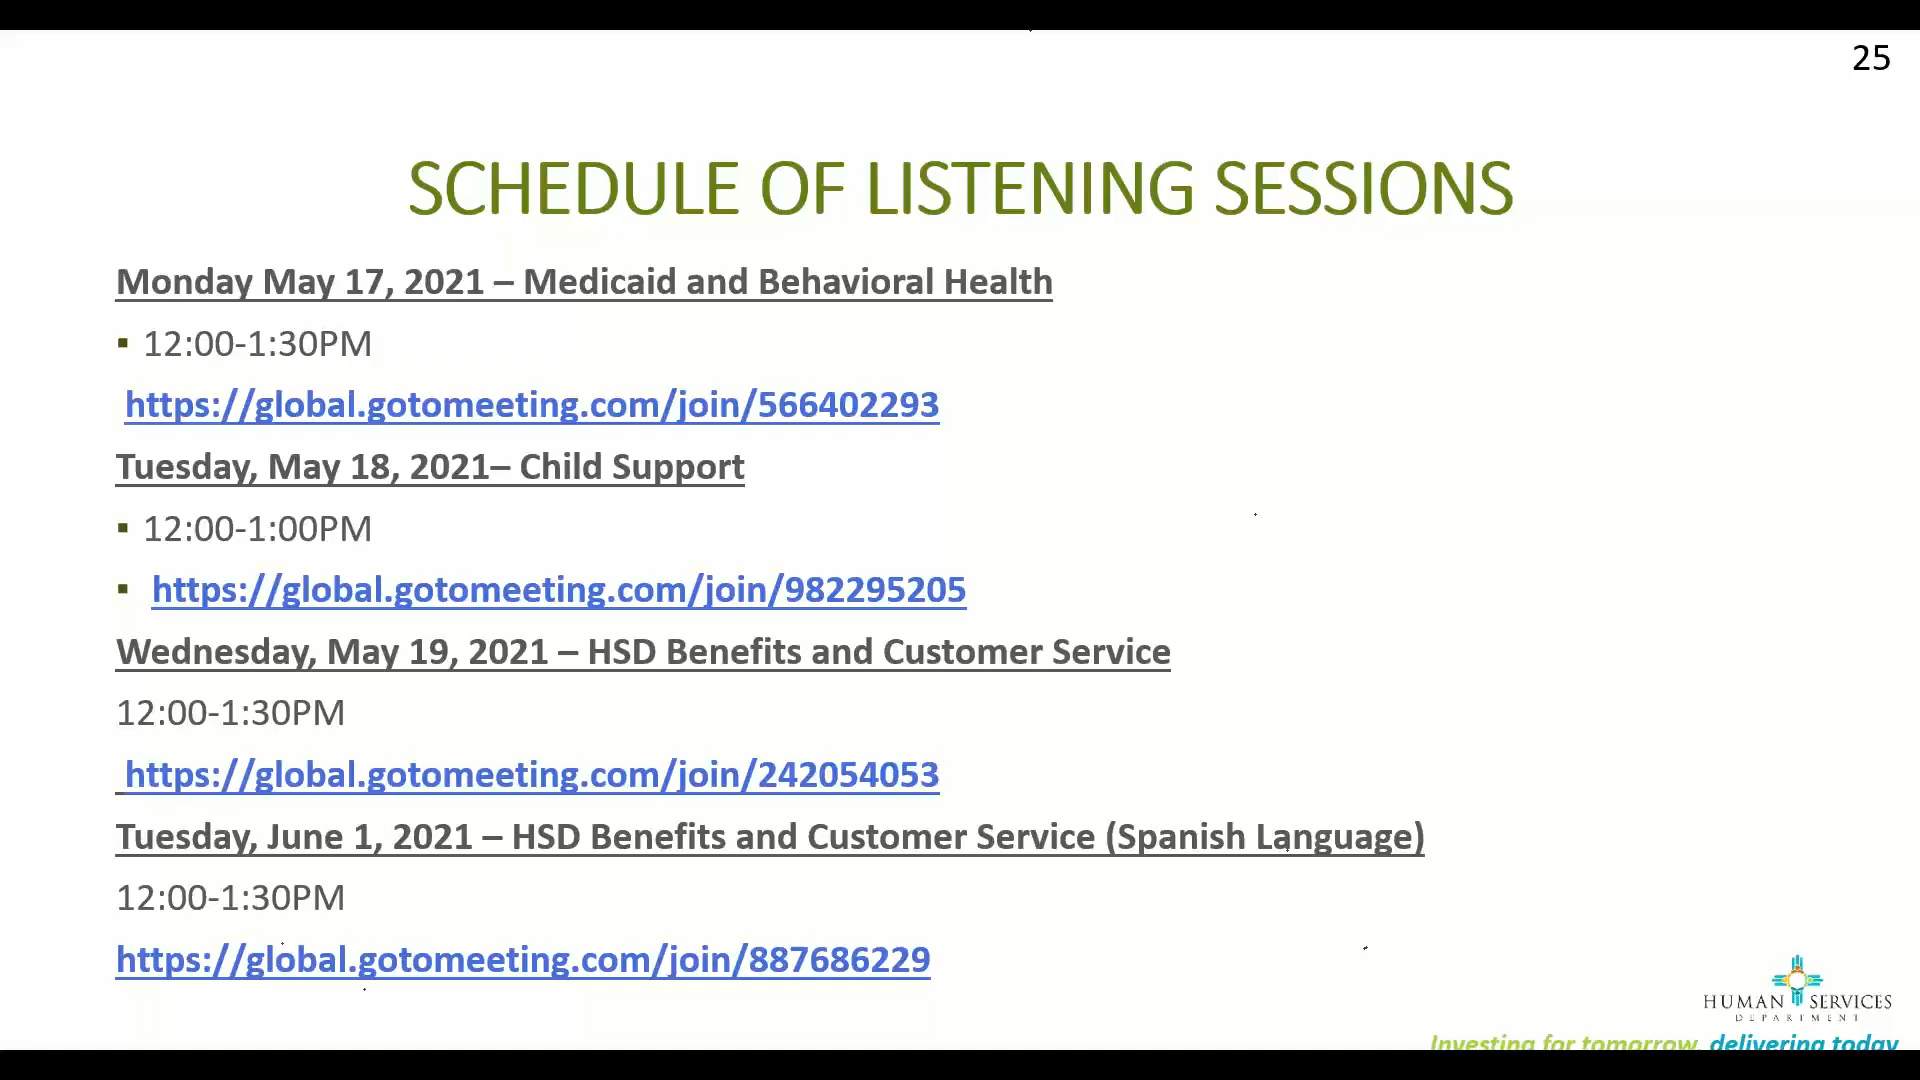 25
SCHEDULE OF LISTENING SESSIONS
Monday May 17, 2021 – Medicaid and Behavioral Health
▪ 12:00-1:30PM
https://global.gotomeeting.com/join/566402293
Tuesday, May 18, 2021– Child Support
▪ 12:00-1:00PM
▪ https://global.gotomeeting.com/join/982295205
Wednesday, May 19, 2021 – HSD Benefits and Customer Service
12:00-1:30PM
https://global.gotomeeting.com/join/242054053
Tuesday, June 1, 2021 – HSD Benefits and Customer Service (Spanish Language)
12:00-1:30PM
https://global.gotomeeting.com/join/887686229
HUMAN SERVICES
DEPARTMENT
Investing for tomorrow, delivering today